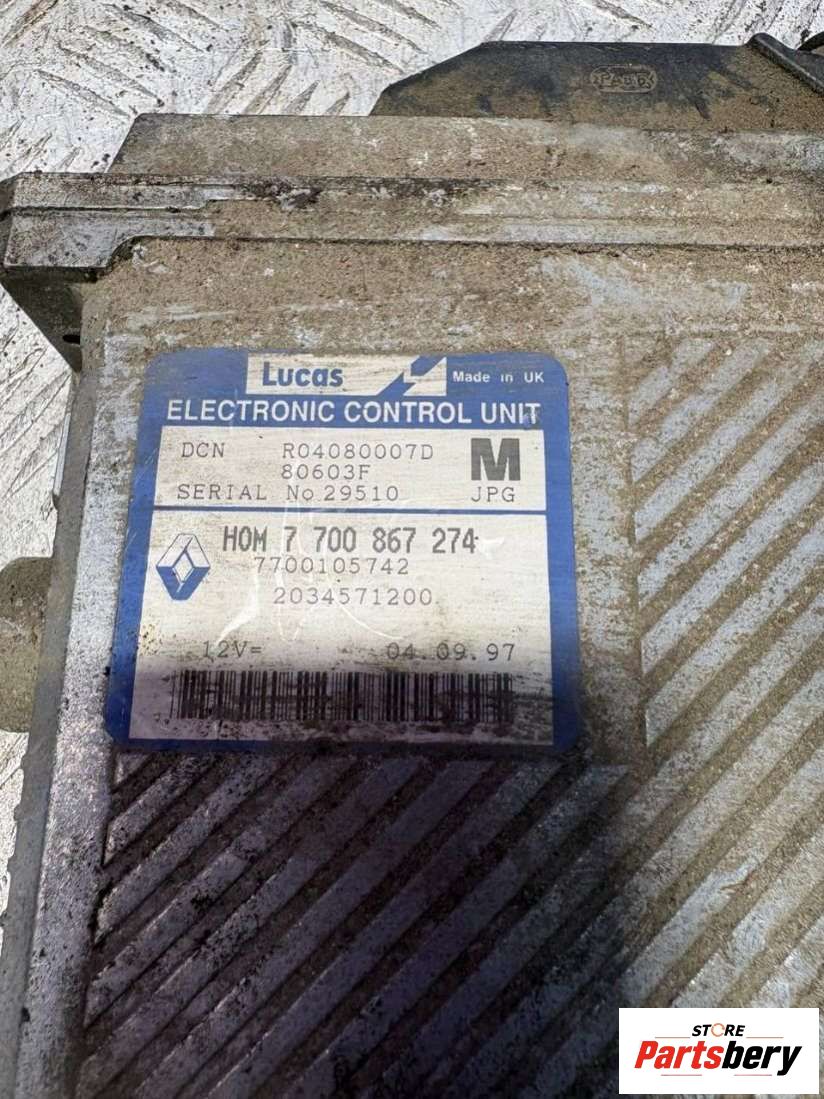 PA66
Lucas Made in UK
ELECTRONIC CONTROL UNIT
DCN R04080007D M
80603F
SERIAL No 29510 JPG
HOM 7 700 867 274
7700105742
2034571200
12V= 04.09.97
STORE
Partsbery